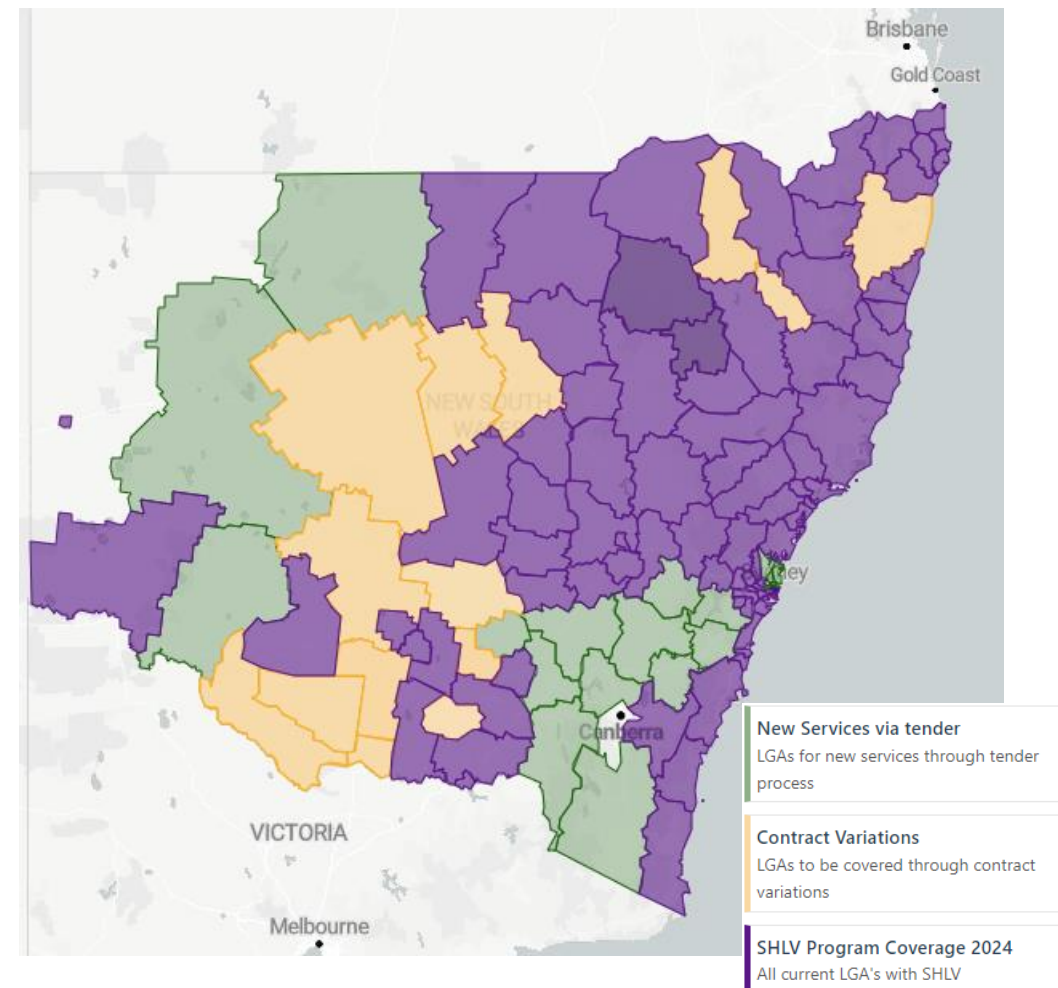 Brisbane
Gold Coast
NEW SOUTH
WALES
Sydney
Canberra
New Services via tender
LGAs for new services through tender
process
VICTORIA
Contract Variations
LGAs to be covered through contract
variations
Melbourne
SHLV Program Coverage 2024
All current LGA's with SHLV